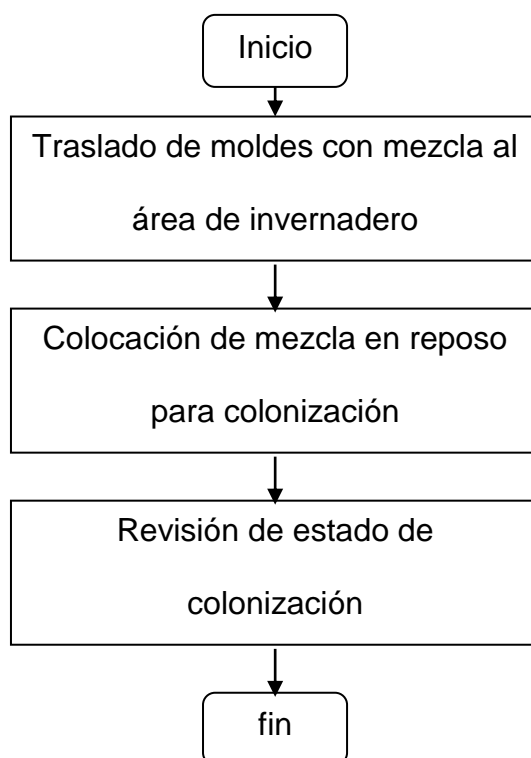 Inicio
Traslado de moldes con mezcla al
área de invernadero
Colocación de mezcla en reposo
para colonización
Revisión de estado de
colonización
fin